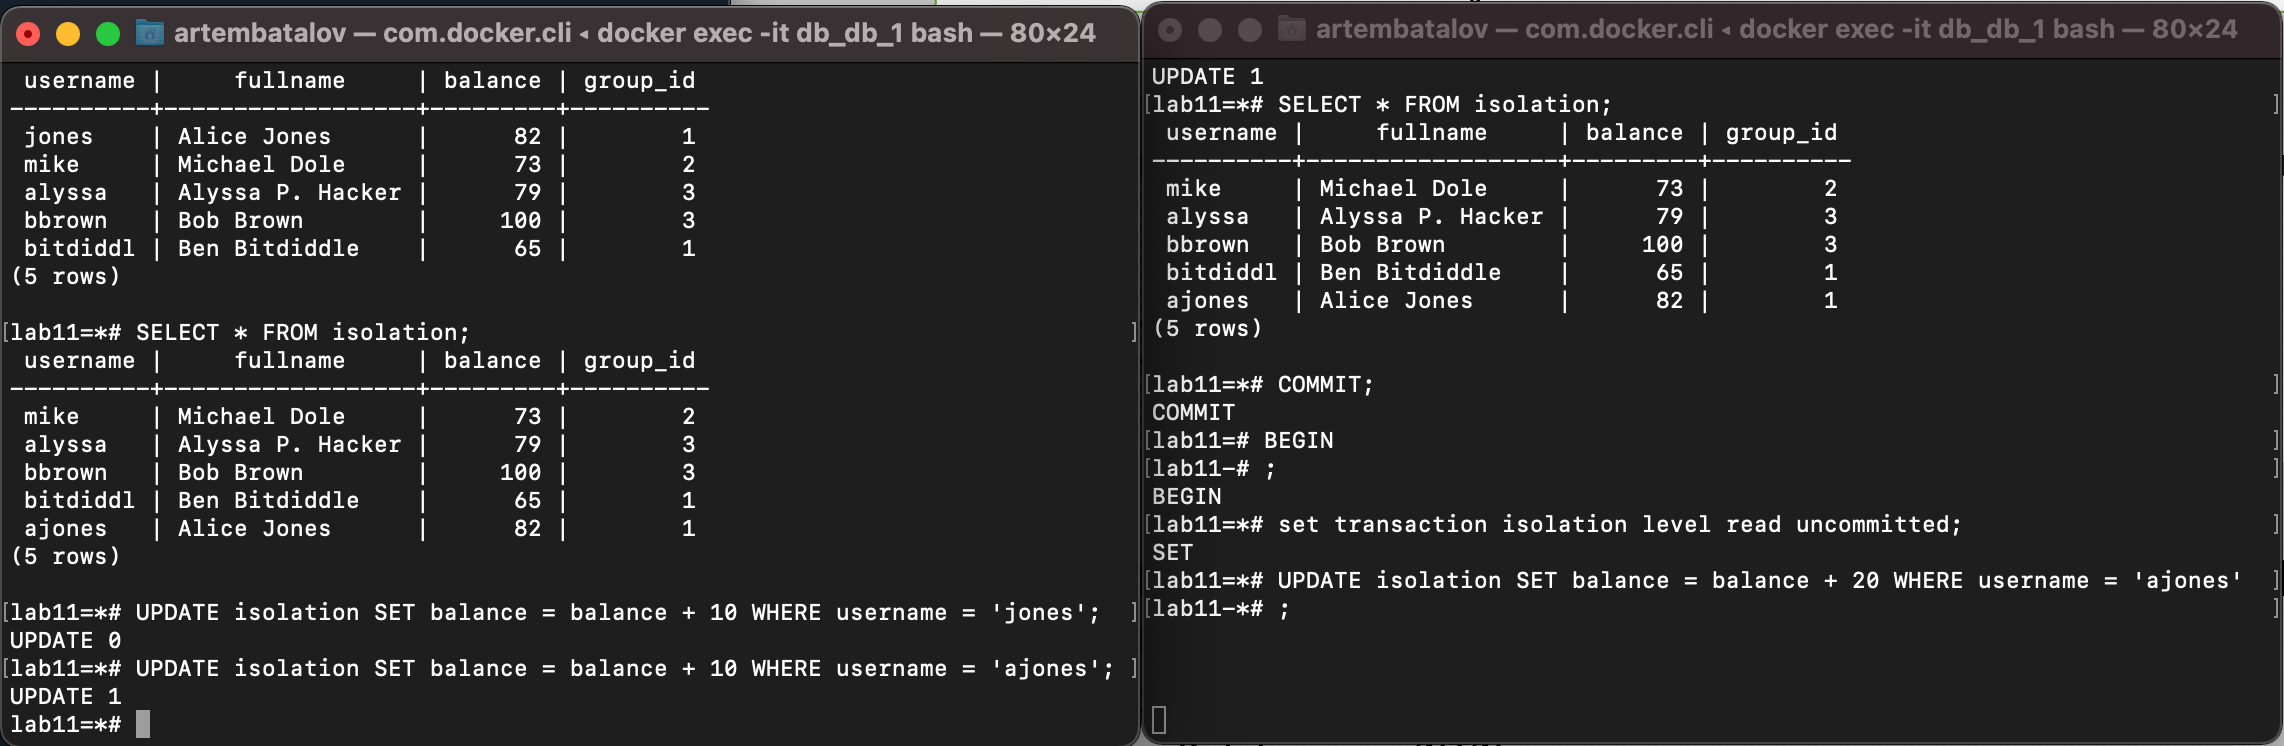 artembatalov — com.docker.cli ◂ docker exec -it db_db_1 bash — 80×24
 username |     fullname     | balance | group_id
----------+------------------+---------+----------
 jones    | Alice Jones      |      82 |        1
 mike     | Michael Dole     |      73 |        2
 alyssa   | Alyssa P. Hacker |      79 |        3
 bbrown   | Bob Brown        |     100 |        3
 bitdiddl | Ben Bitdiddle    |      65 |        1
(5 rows)
[lab11=*# SELECT * FROM isolation; ]
 username |     fullname     | balance | group_id
----------+------------------+---------+----------
 mike     | Michael Dole     |      73 |        2
 alyssa   | Alyssa P. Hacker |      79 |        3
 bbrown   | Bob Brown        |     100 |        3
 bitdiddl | Ben Bitdiddle    |      65 |        1
 ajones   | Alice Jones      |      82 |        1
(5 rows)
[lab11=*# UPDATE isolation SET balance = balance + 10 WHERE username = 'jones'; ]
UPDATE 0
[lab11=*# UPDATE isolation SET balance = balance + 10 WHERE username = 'ajones'; ]
UPDATE 1
lab11=*#
artembatalov — com.docker.cli ◂ docker exec -it db_db_1 bash — 80×24
UPDATE 1
[lab11=*# SELECT * FROM isolation; ]
 username |     fullname     | balance | group_id
----------+------------------+---------+----------
 mike     | Michael Dole     |      73 |        2
 alyssa   | Alyssa P. Hacker |      79 |        3
 bbrown   | Bob Brown        |     100 |        3
 bitdiddl | Ben Bitdiddle    |      65 |        1
 ajones   | Alice Jones      |      82 |        1
(5 rows)
[lab11=*# COMMIT; ]
COMMIT
[lab11=# BEGIN ]
[lab11-# ; ]
BEGIN
[lab11=*# set transaction isolation level read uncommitted; ]
SET
[lab11=*# UPDATE isolation SET balance = balance + 20 WHERE username = 'ajones' ]
[lab11-*# ; ]